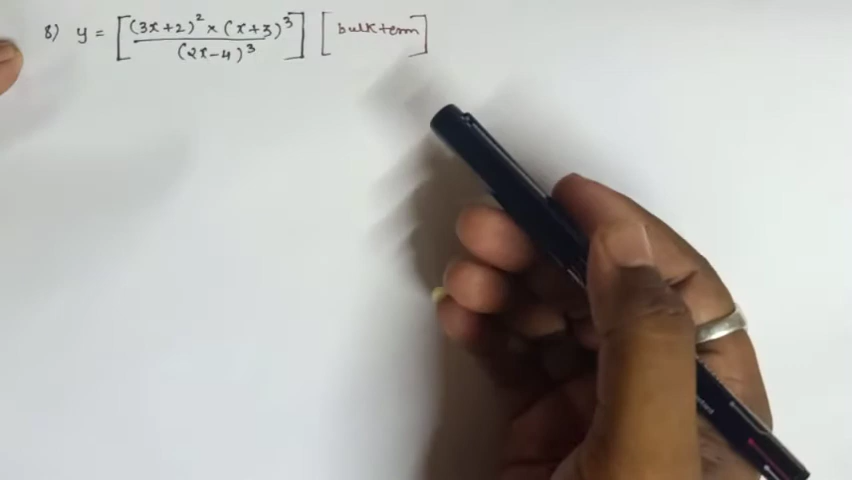 8) y = [(3x+2)² × (x+3)³ / (2x-4)³] [bulk term]